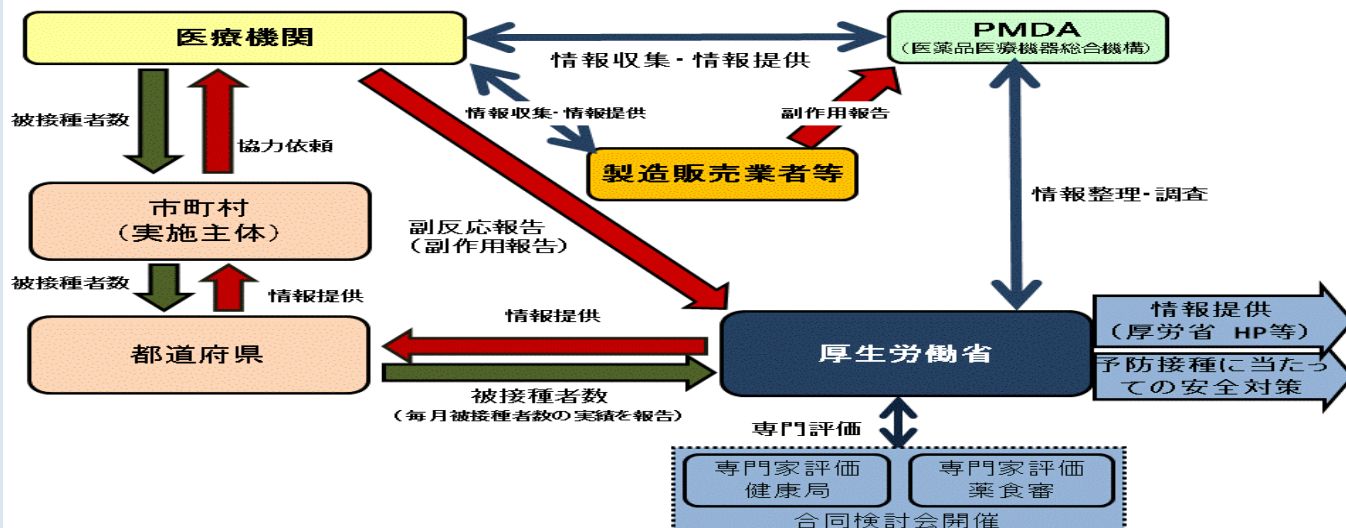 医療機関
PMDA
(医薬品医療機器総合機構)
情報収集・情報提供
被接種者数
協力依頼
情報収集・情報提供
副作用報告
製造販売業者等
市町村
(実施主体)
情報整理・調査
副反応報告
(副作用報告)
被接種者数
情報提供
都道府県
情報提供
厚生労働省
情報提供
(厚労省 HP等)
予防接種に当たっ
ての安全対策
被接種者数
(毎月被接種者数の実績を報告)
専門評価
専門家評価
健康局
専門家評価
薬食審
合同検討会開催